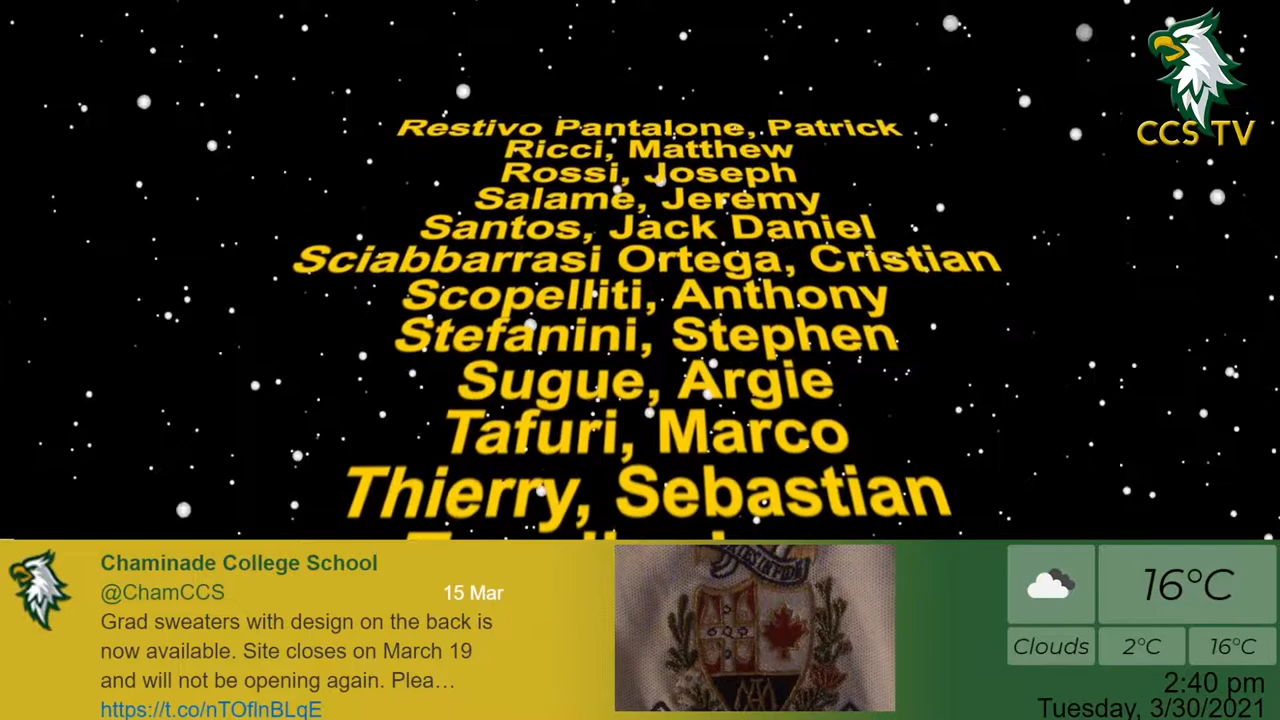 CCS TV
Restivo Pantalone, Patrick
Ricci, Matthew
Rossi, Joseph
Salame, Jeremy
Santos, Jack Daniel
Sciabbarrasi Ortega, Cristian
Scopelliti, Anthony
Stefanini, Stephen
Sugue, Argie
Tafuri, Marco
Thierry, Sebastian
Chaminade College School
@ChamCCS
15 Mar
Grad sweaters with design on the back is
now available. Site closes on March 19
and will not be opening again. Plea…
https://t.co/nTOflnBLqE
16°C
Clouds
2°C
16°C
2:40 pm
Tuesday, 3/30/2021